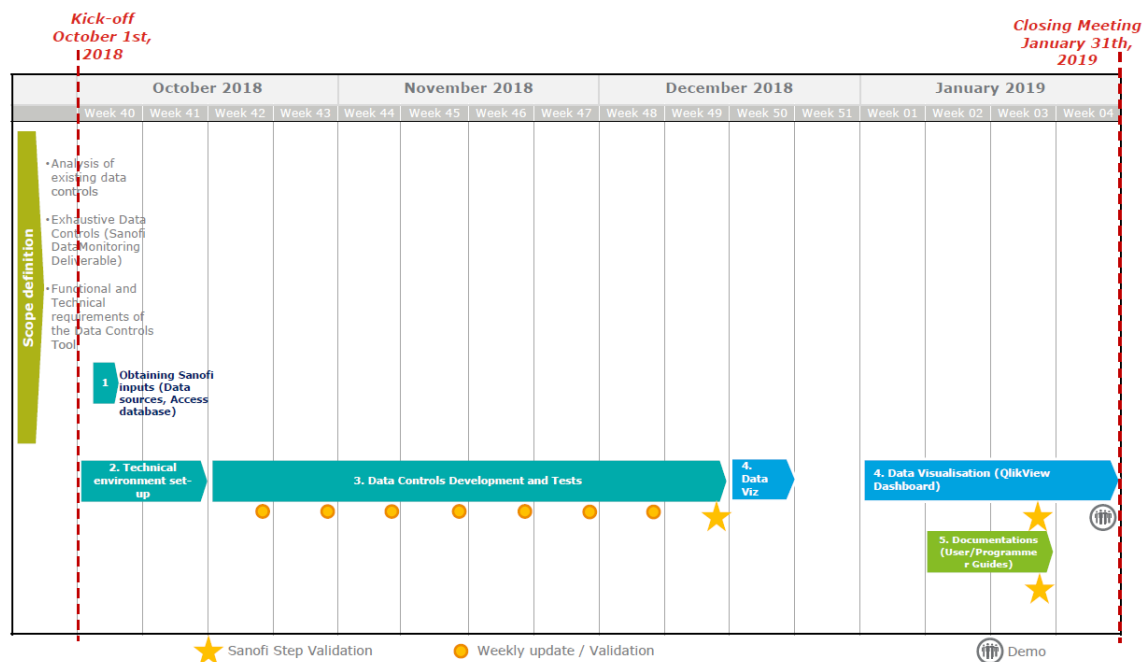 Kick-off
October 1st,
2018
Closing Meeting
January 31th,
2019
October 2018
November 2018
December 2018
January 2019
Week 40
Week 41
Week 42
Week 43
Week 44
Week 45
Week 46
Week 47
Week 48
Week 49
Week 50
Week 51
Week 01
Week 02
Week 03
Week 04
Scope definition
•Analysis of
existing data
controls
•Exhaustive Data
Controls (Sanofi
DataMonitoring
Deliverable)
•Functional and
Technical
requirements of
the Data Controls
Tool
1
Obtaining Sanofi
inputs (Data
sources, Access
database)
2. Technical
environment set-
up
3. Data Controls Development and Tests
4.
Data
Viz
4. Data Visualisation (QlikView
Dashboard)
5. Documentations
(User/Programme
r Guides)
Sanofi Step Validation
Weekly update / Validation
Demo